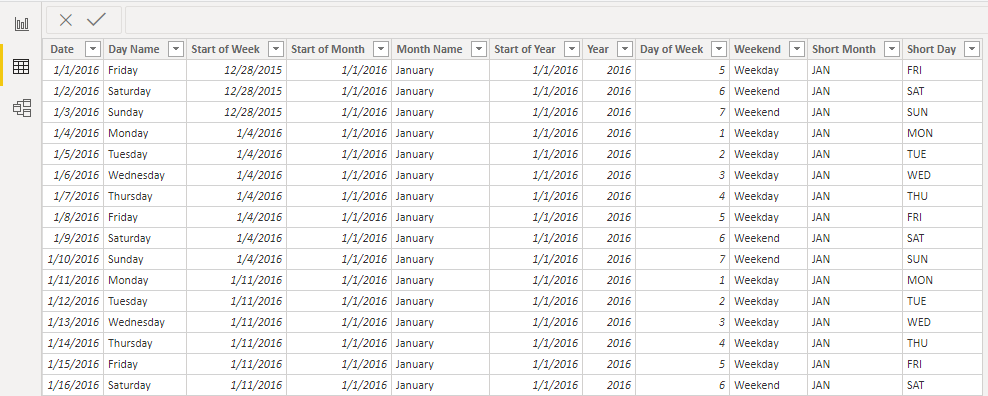 Date Day Name Start of Week Start of Month Month Name Start of Year Year Day of Week Weekend Short Month Short Day
1/1/2016 Friday 12/28/2015 1/1/2016 January 1/1/2016 2016 5 Weekday JAN FRI
1/2/2016 Saturday 12/28/2015 1/1/2016 January 1/1/2016 2016 6 Weekend JAN SAT
1/3/2016 Sunday 12/28/2015 1/1/2016 January 1/1/2016 2016 7 Weekend JAN SUN
1/4/2016 Monday 1/4/2016 1/1/2016 January 1/1/2016 2016 1 Weekday JAN MON
1/5/2016 Tuesday 1/4/2016 1/1/2016 January 1/1/2016 2016 2 Weekday JAN TUE
1/6/2016 Wednesday 1/4/2016 1/1/2016 January 1/1/2016 2016 3 Weekday JAN WED
1/7/2016 Thursday 1/4/2016 1/1/2016 January 1/1/2016 2016 4 Weekday JAN THU
1/8/2016 Friday 1/4/2016 1/1/2016 January 1/1/2016 2016 5 Weekday JAN FRI
1/9/2016 Saturday 1/4/2016 1/1/2016 January 1/1/2016 2016 6 Weekend JAN SAT
1/10/2016 Sunday 1/4/2016 1/1/2016 January 1/1/2016 2016 7 Weekend JAN SUN
1/11/2016 Monday 1/11/2016 1/1/2016 January 1/1/2016 2016 1 Weekday JAN MON
1/12/2016 Tuesday 1/11/2016 1/1/2016 January 1/1/2016 2016 2 Weekday JAN TUE
1/13/2016 Wednesday 1/11/2016 1/1/2016 January 1/1/2016 2016 3 Weekday JAN WED
1/14/2016 Thursday 1/11/2016 1/1/2016 January 1/1/2016 2016 4 Weekday JAN THU
1/15/2016 Friday 1/11/2016 1/1/2016 January 1/1/2016 2016 5 Weekday JAN FRI
1/16/2016 Saturday 1/11/2016 1/1/2016 January 1/1/2016 2016 6 Weekend JAN SAT